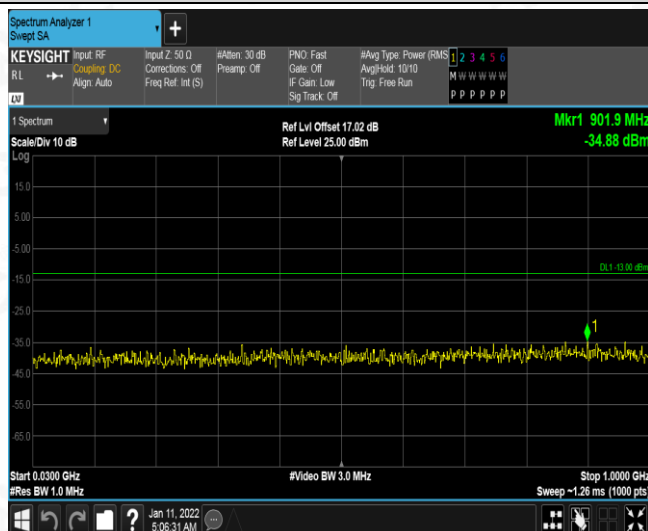 Spectrum Analyzer 1
Swept SA
+
KEYSIGHT Input: RF Input Z: 50 Ω #Atten: 30 dB PNO: Fast #Avg Type: Power (RMS 1 2 3 4 5 6
RL Coupling: DC Corrections: Off Preamp: Off Gate: Off Avg|Hold: 10/10 M W W W W W
Align: Auto Freq Ref: Int (S) IF Gain: Low Trig: Free Run
Sig Track: Off P P P P P P
LXI
1 Spectrum Ref Lvl Offset 17.02 dB Mkr1 901.9 MHz
Scale/Div 10 dB Ref Level 25.00 dBm -34.88 dBm
Log
15.0
5.00
-5.00
DL1 -13.00 dBm
-15.0
-25.0
1
-35.0
-45.0
-55.0
-65.0
Start 0.0300 GHz #Video BW 3.0 MHz Stop 1.0000 GHz
#Res BW 1.0 MHz Sweep ~1.26 ms (1000 pts)
? Jan 11, 2022
5:06:31 AM